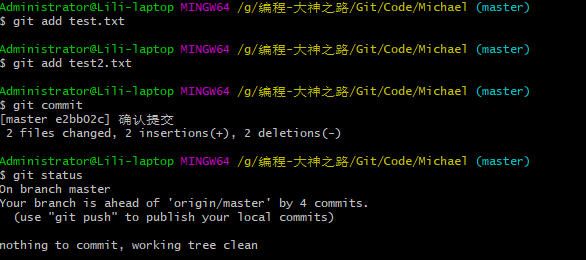 Administrator@Lili-laptop MINGW64 /g/编程-大神之路/Git/Code/Michael (master)
$ git add test.txt
Administrator@Lili-laptop MINGW64 /g/编程-大神之路/Git/Code/Michael (master)
$ git add test2.txt
Administrator@Lili-laptop MINGW64 /g/编程-大神之路/Git/Code/Michael (master)
$ git commit
[master e2bb02c] 确认提交
 2 files changed, 2 insertions(+), 2 deletions(-)
Administrator@Lili-laptop MINGW64 /g/编程-大神之路/Git/Code/Michael (master)
$ git status
On branch master
Your branch is ahead of 'origin/master' by 4 commits.
  (use "git push" to publish your local commits)
nothing to commit, working tree clean